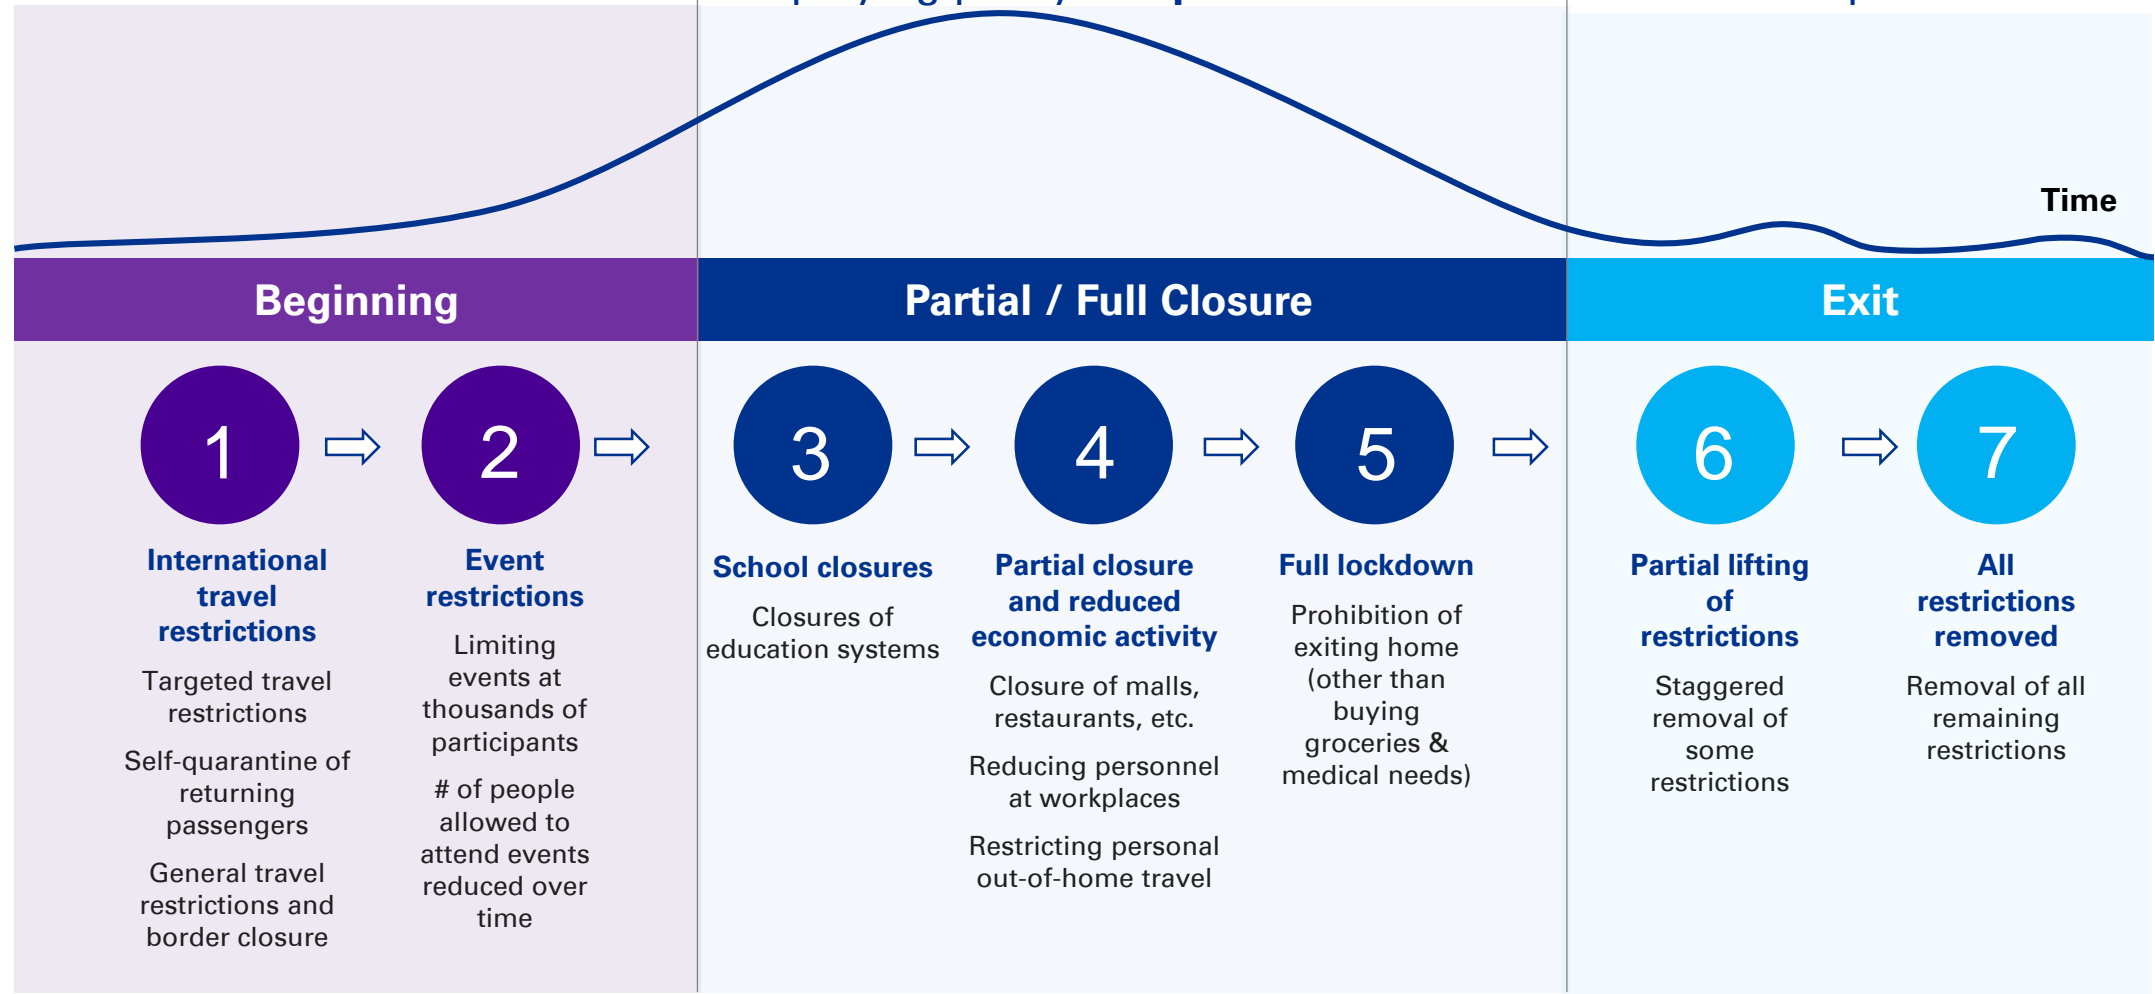 Time
Beginning
Partial / Full Closure
Exit
1
2
3
4
5
6
7
International
travel
restrictions
Targeted travel
restrictions
Self-quarantine of
returning
passengers
General travel
restrictions and
border closure
Event
restrictions
Limiting
events at
thousands of
participants
# of people
allowed to
attend events
reduced over
time
School closures
Closures of
education systems
Partial closure
and reduced
economic activity
Closure of malls,
restaurants, etc.
Reducing personnel
at workplaces
Restricting personal
out-of-home travel
Full lockdown
Prohibition of
exiting home
(other than
buying
groceries &
medical needs)
Partial lifting
of
restrictions
Staggered
removal of
some
restrictions
All
restrictions
removed
Removal of all
remaining
restrictions